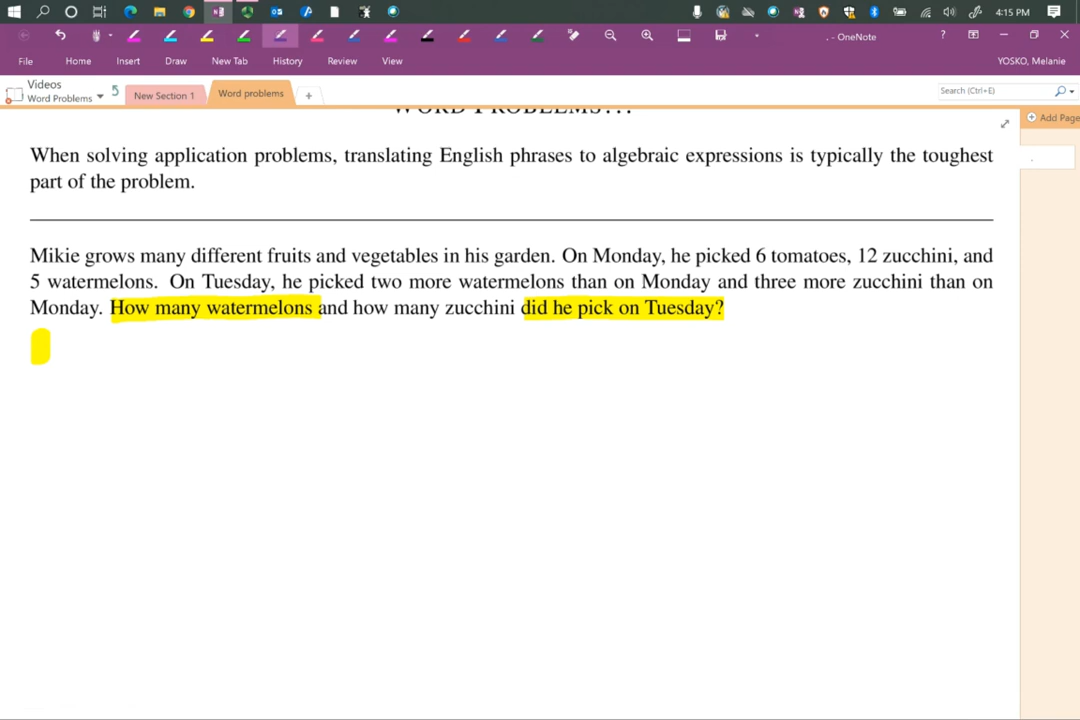 4:15 PM
. - OneNote
?
File Home Insert Draw New Tab History Review View YOSKO, Melanie
Videos
Word Problems
New Section 1
Word problems
+
Search (Ctrl+E)
Add Page
WORD PROBLEMS...
When solving application problems, translating English phrases to algebraic expressions is typically the toughest
part of the problem.
Mikie grows many different fruits and vegetables in his garden. On Monday, he picked 6 tomatoes, 12 zucchini, and
5 watermelons. On Tuesday, he picked two more watermelons than on Monday and three more zucchini than on
Monday. How many watermelons and how many zucchini did he pick on Tuesday?